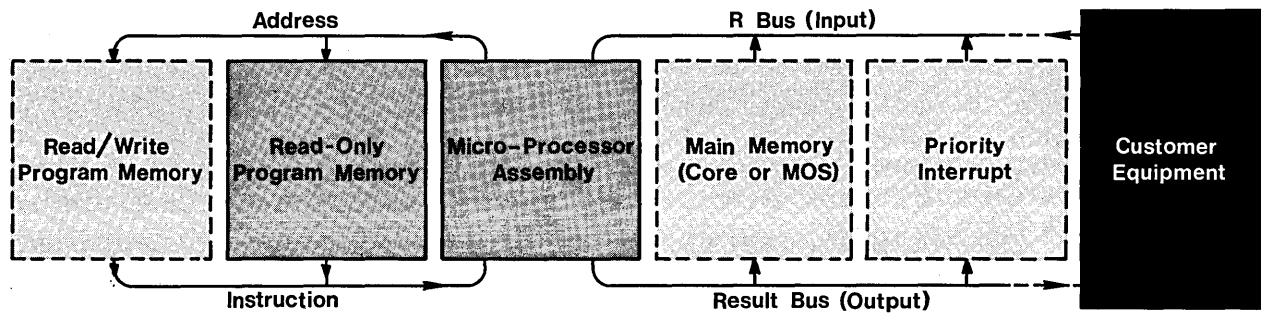 Address
R Bus (Input)
Read/Write
Program Memory
Read-Only
Program Memory
Micro-Processor
Assembly
Main Memory
(Core or MOS)
Priority
Interrupt
Customer
Equipment
Instruction
Result Bus (Output)